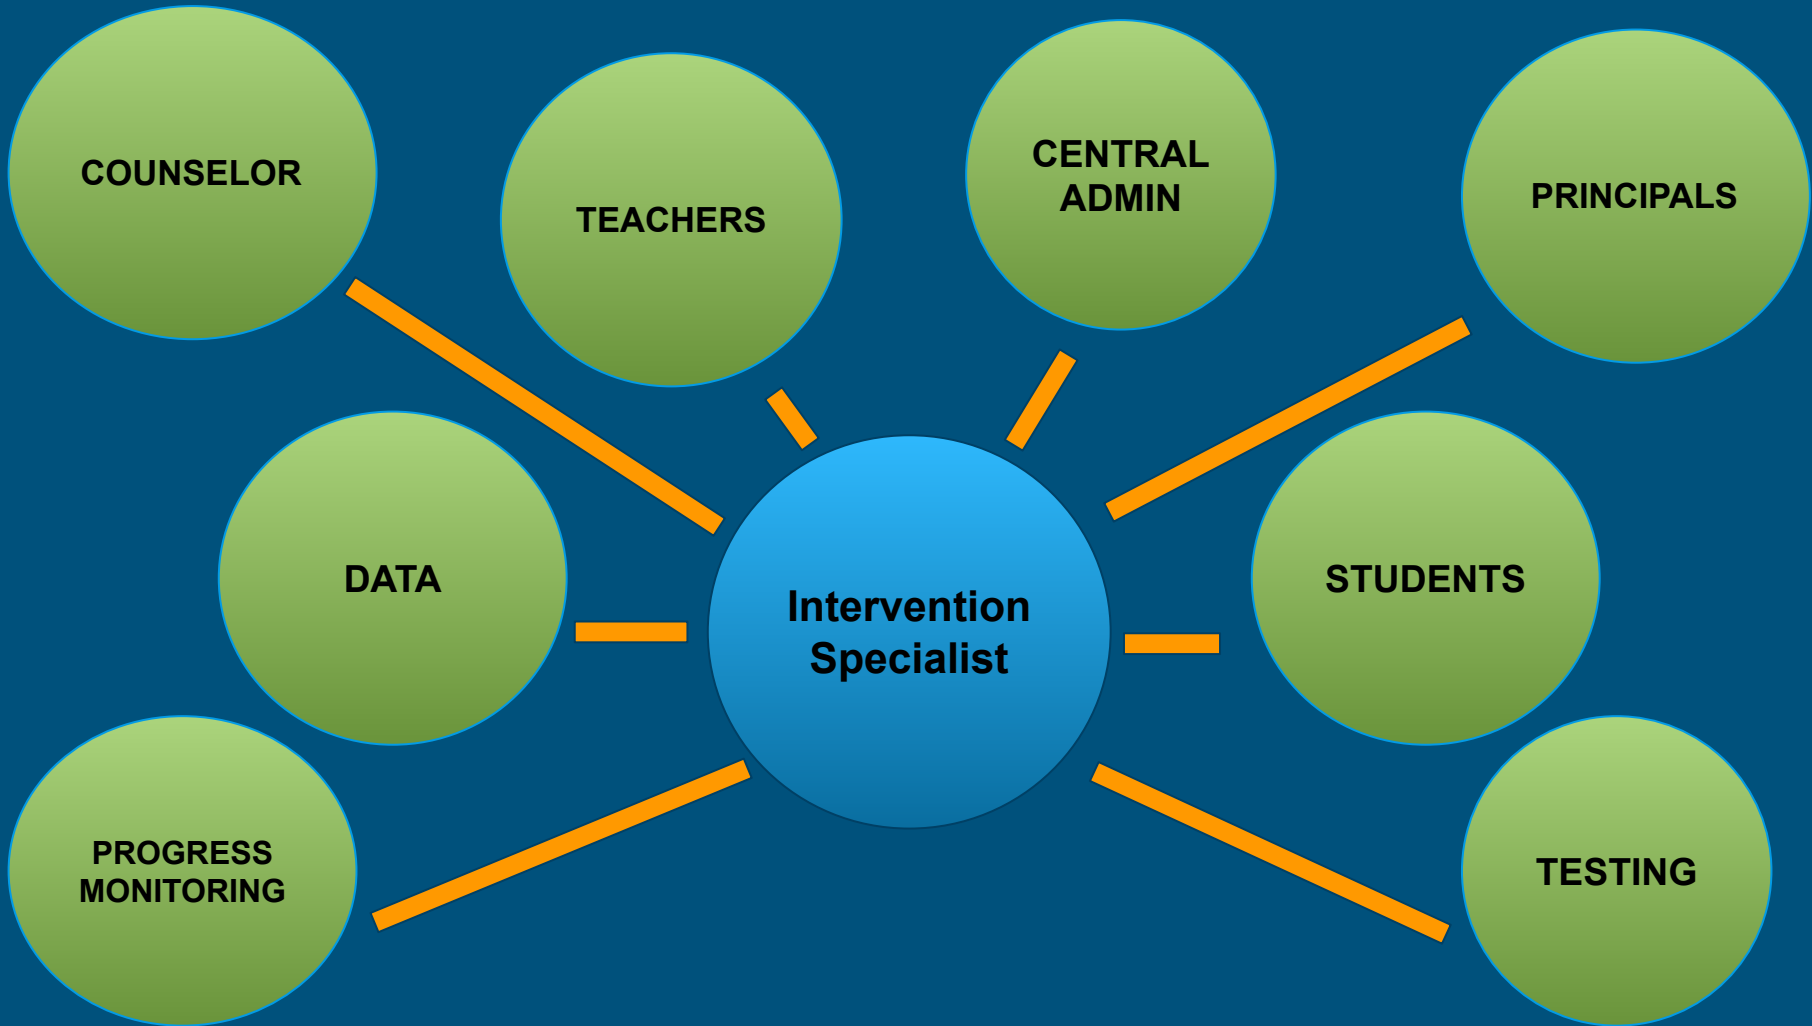 COUNSELOR
TEACHERS
CENTRAL
ADMIN
PRINCIPALS
DATA
Intervention
Specialist
STUDENTS
PROGRESS
MONITORING
TESTING